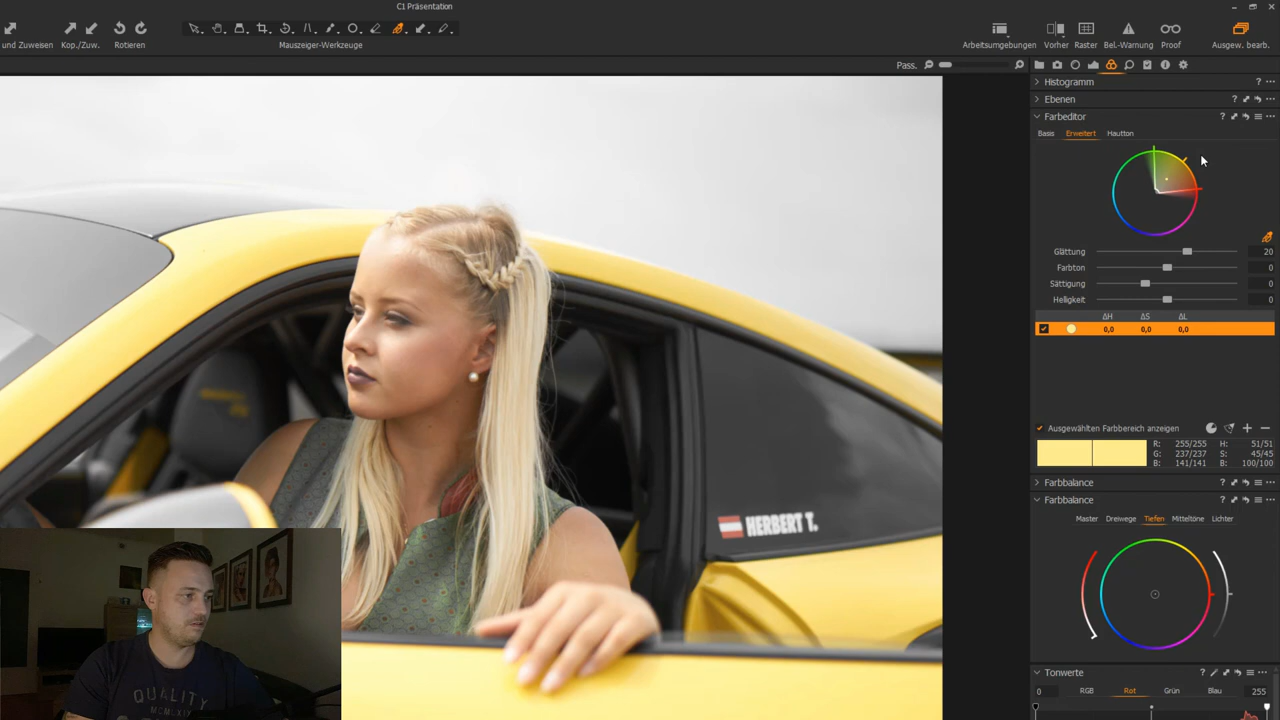 C1 Präsentation
und Zuweisen Kop./Zuw. Rotieren Mauszeiger-Werkzeuge Arbeitsumgebungen Vorher Raster Bel.-Warnung Proof Ausgew. bearb.
Pass.
Histogramm ?
Ebenen ?
Farbeditor ?
Basis Erweitert Hautton
Glättung 20
Farbton 0
Sättigung 0
Helligkeit 0
ΔH ΔS ΔL
0,0 0,0 0,0
Ausgewählten Farbbereich anzeigen
R: 255/255 H: 51/51
G: 237/237 S: 45/45
B: 141/141 B: 100/100
Farbbalance ?
Farbbalance ?
Master Dreiwege Tiefen Mitteltöne Lichter
Tonwerte ?
0 RGB Rot Grün Blau 255
HERBERT T.
QUALITY